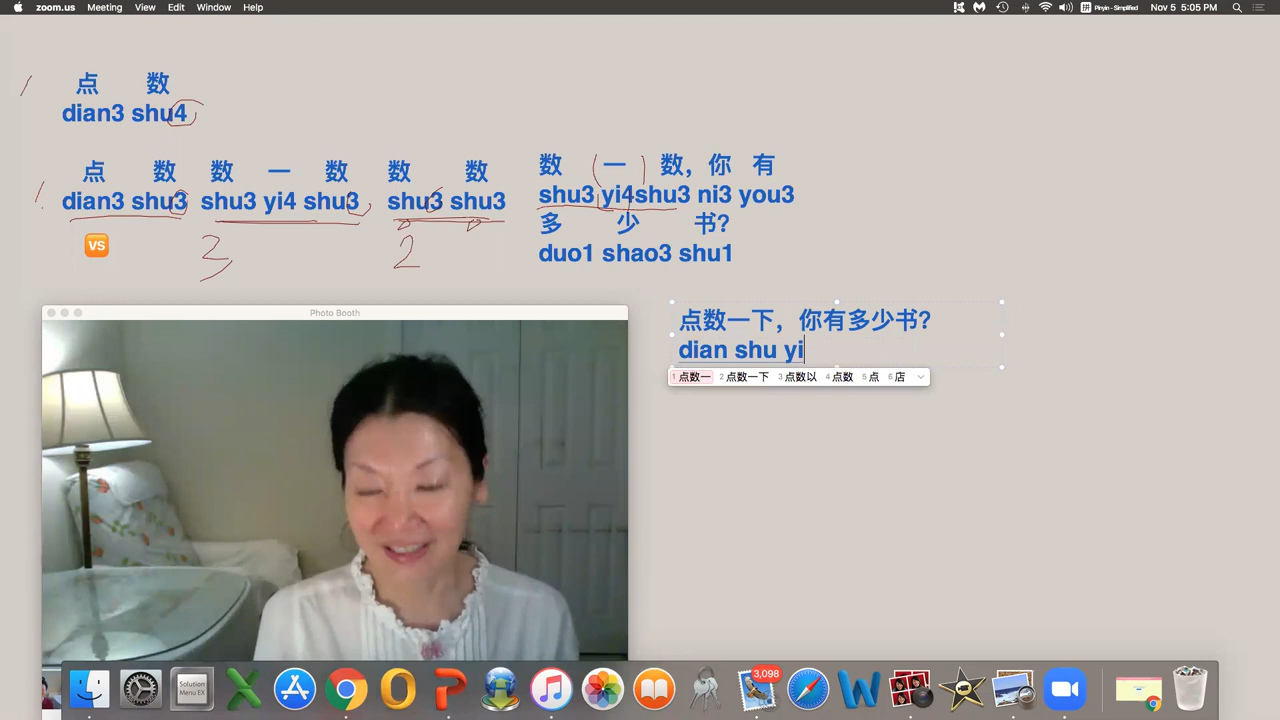 zoom.us Meeting View Edit Window Help
拼 Pinyin - Simplified Nov 5 5:05 PM
点 数
dian3 shu4
点 数 数 一 数 数 数
dian3 shu3 shu3 yi4 shu3 shu3 shu3
VS
3
2
数 (一) 数，你 有
shu3 yi4shu3 ni3 you3
多 少 书？
duo1 shao3 shu1
Photo Booth
点数一下，你有多少书？
dian shu yi
1 点数一 2 点数一下 3 点数以 4 点数 5 点 6 店
Solution
Menu EX
3,098